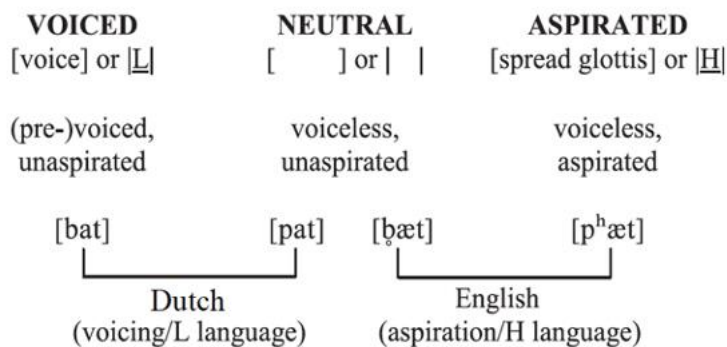 VOICED NEUTRAL ASPIRATED
[voice] or |L| [ ] or | | [spread glottis] or |H|
(pre-)voiced, voiceless, voiceless,
unaspirated unaspirated aspirated
[bat] [pat] [b̥æt] [pʰæt]
Dutch English
(voicing/L language) (aspiration/H language)